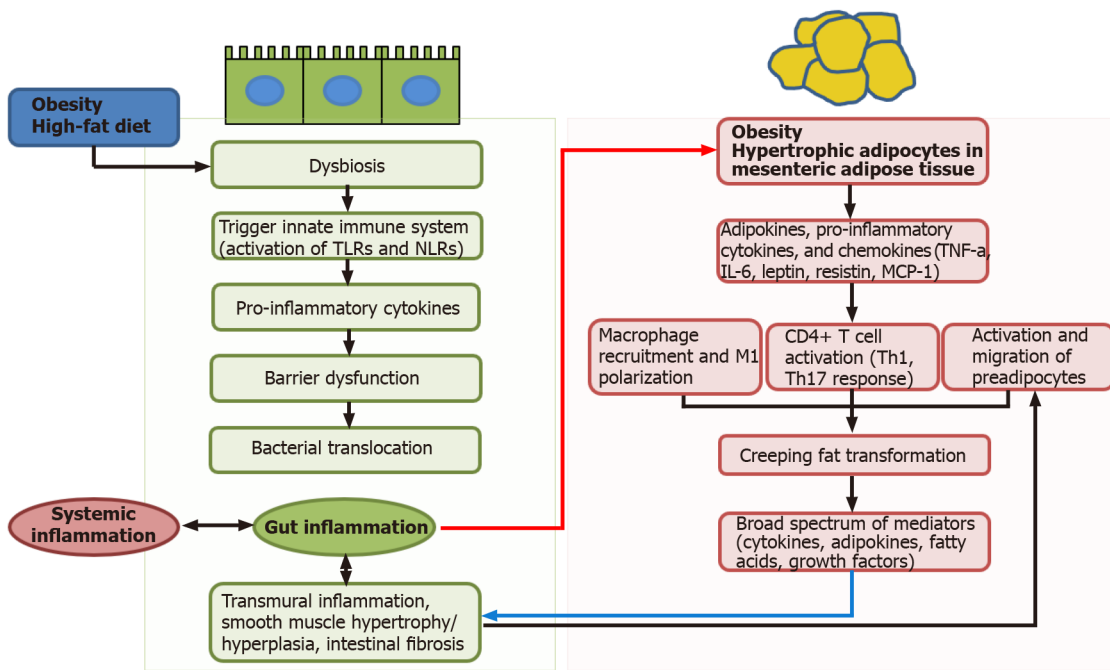 Obesity
High-fat diet
Dysbiosis
Trigger innate immune system
(activation of TLRs and NLRs)
Pro-inflammatory cytokines
Barrier dysfunction
Bacterial translocation
Systemic
inflammation
Gut inflammation
Transmural inflammation,
smooth muscle hypertrophy/
hyperplasia, intestinal fibrosis
Obesity
Hypertrophic adipocytes in
mesenteric adipose tissue
Adipokines, pro-inflammatory
cytokines, and chemokines (TNF-a,
IL-6, leptin, resistin, MCP-1)
Macrophage
recruitment and M1
polarization
CD4+ T cell
activation (Th1,
Th17 response)
Activation and
migration of
preadipocytes
Creeping fat transformation
Broad spectrum of mediators
(cytokines, adipokines, fatty
acids, growth factors)